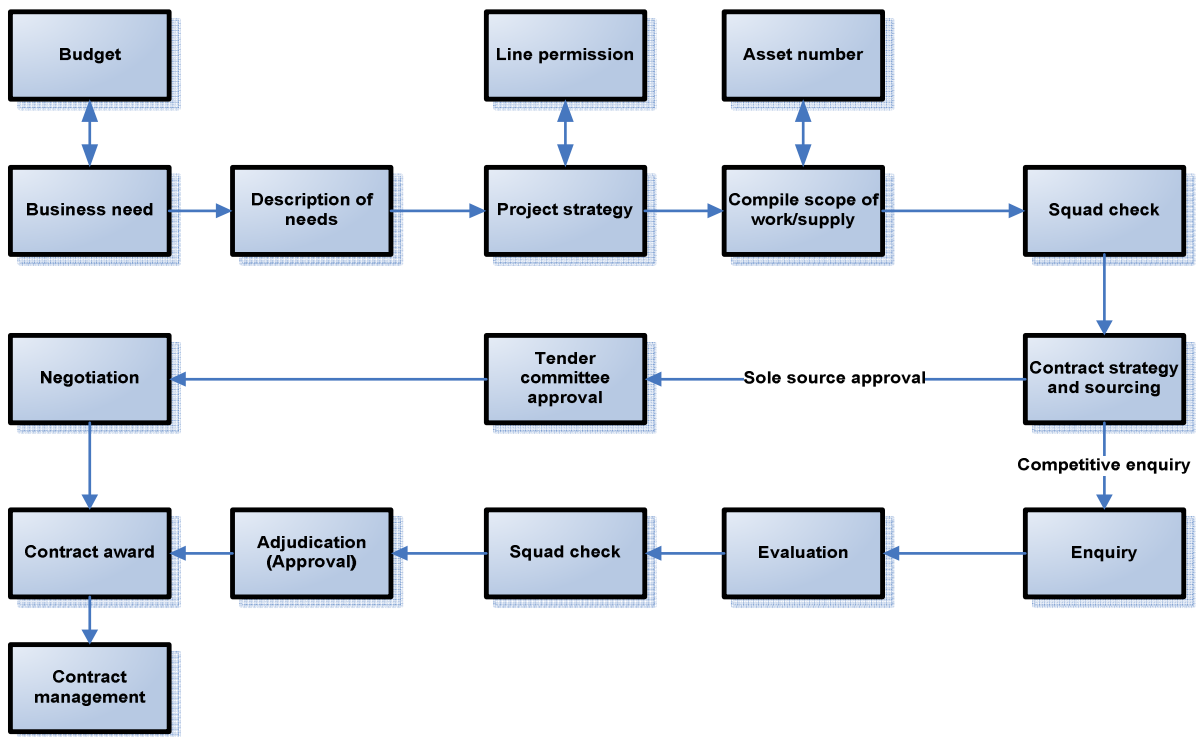 Budget
Line permission
Asset number
Business need
Description of
needs
Project strategy
Compile scope of
work/supply
Squad check
Negotiation
Tender
committee
approval
Sole source approval
Contract strategy
and sourcing
Competitive enquiry
Contract award
Adjudication
(Approval)
Squad check
Evaluation
Enquiry
Contract
management